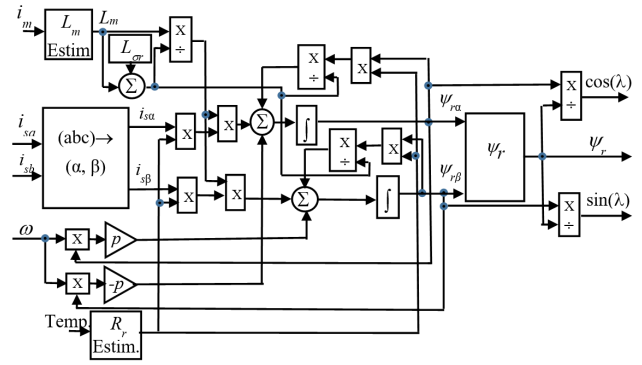 i_m
L_m
Estim
L_m
L_σr
Σ
X
÷
X
÷
X
cos(λ)
X
÷
i_sa
i_sb
(abc)→
(α, β)
i_sα
i_sβ
X
X
Σ
∫
X
÷
X
ψ_rα
ψ_rβ
ψ_r
ψ_r
X
X
Σ
∫
sin(λ)
X
÷
ω
X
p
X
-p
Temp.
R_r
Estim.